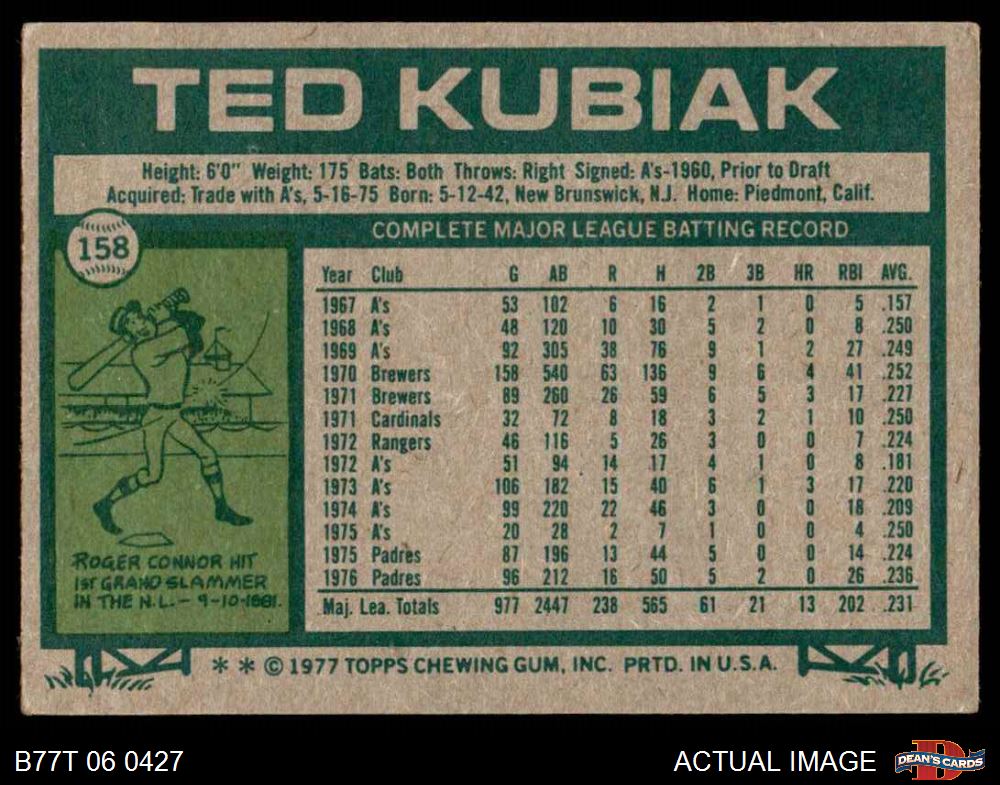 TED KUBIAK
Height: 6'0" Weight: 175 Bats: Both Throws: Right Signed: A's-1960, Prior to Draft
Acquired: Trade with A's, 5-16-75 Born: 5-12-42, New Brunswick, N.J. Home: Piedmont, Calif.
158
COMPLETE MAJOR LEAGUE BATTING RECORD
Year Club G AB R H 2B 3B HR RBI AVG.
1967 A's 53 102 6 16 2 1 0 5 .157
1968 A's 48 120 10 30 5 2 0 8 .250
1969 A's 92 305 38 76 9 1 2 27 .249
1970 Brewers 158 540 63 136 9 6 4 41 .252
1971 Brewers 89 260 26 59 6 5 3 17 .227
1971 Cardinals 32 72 8 18 3 2 1 10 .250
1972 Rangers 46 116 5 26 3 0 0 7 .224
1972 A's 51 94 14 17 4 1 0 8 .181
1973 A's 106 182 15 40 6 1 3 17 .220
1974 A's 99 220 22 46 3 0 0 18 .209
1975 A's 20 28 2 7 1 0 0 4 .250
1975 Padres 87 196 13 44 5 0 0 14 .224
1976 Padres 96 212 16 50 5 2 0 26 .236
Maj. Lea. Totals 977 2447 238 565 61 21 13 202 .231
ROGER CONNOR HIT
1ST GRAND SLAMMER
IN THE N.L. - 9-10-1881.
* * © 1977 TOPPS CHEWING GUM, INC. PRTD. IN U.S.A.
B77T 06 0427
ACTUAL IMAGE
DEAN'S CARDS